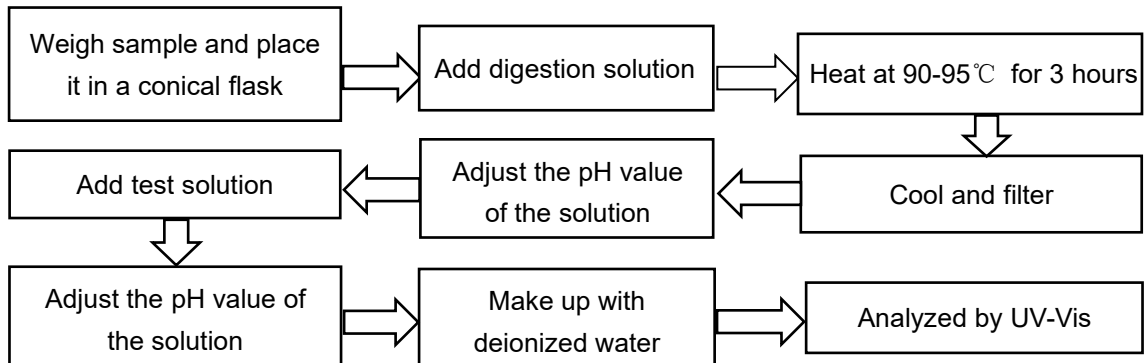 Weigh sample and place
it in a conical flask
Add digestion solution
Heat at 90-95℃ for 3 hours
Cool and filter
Adjust the pH value
of the solution
Add test solution
Adjust the pH value of
the solution
Make up with
deionized water
Analyzed by UV-Vis